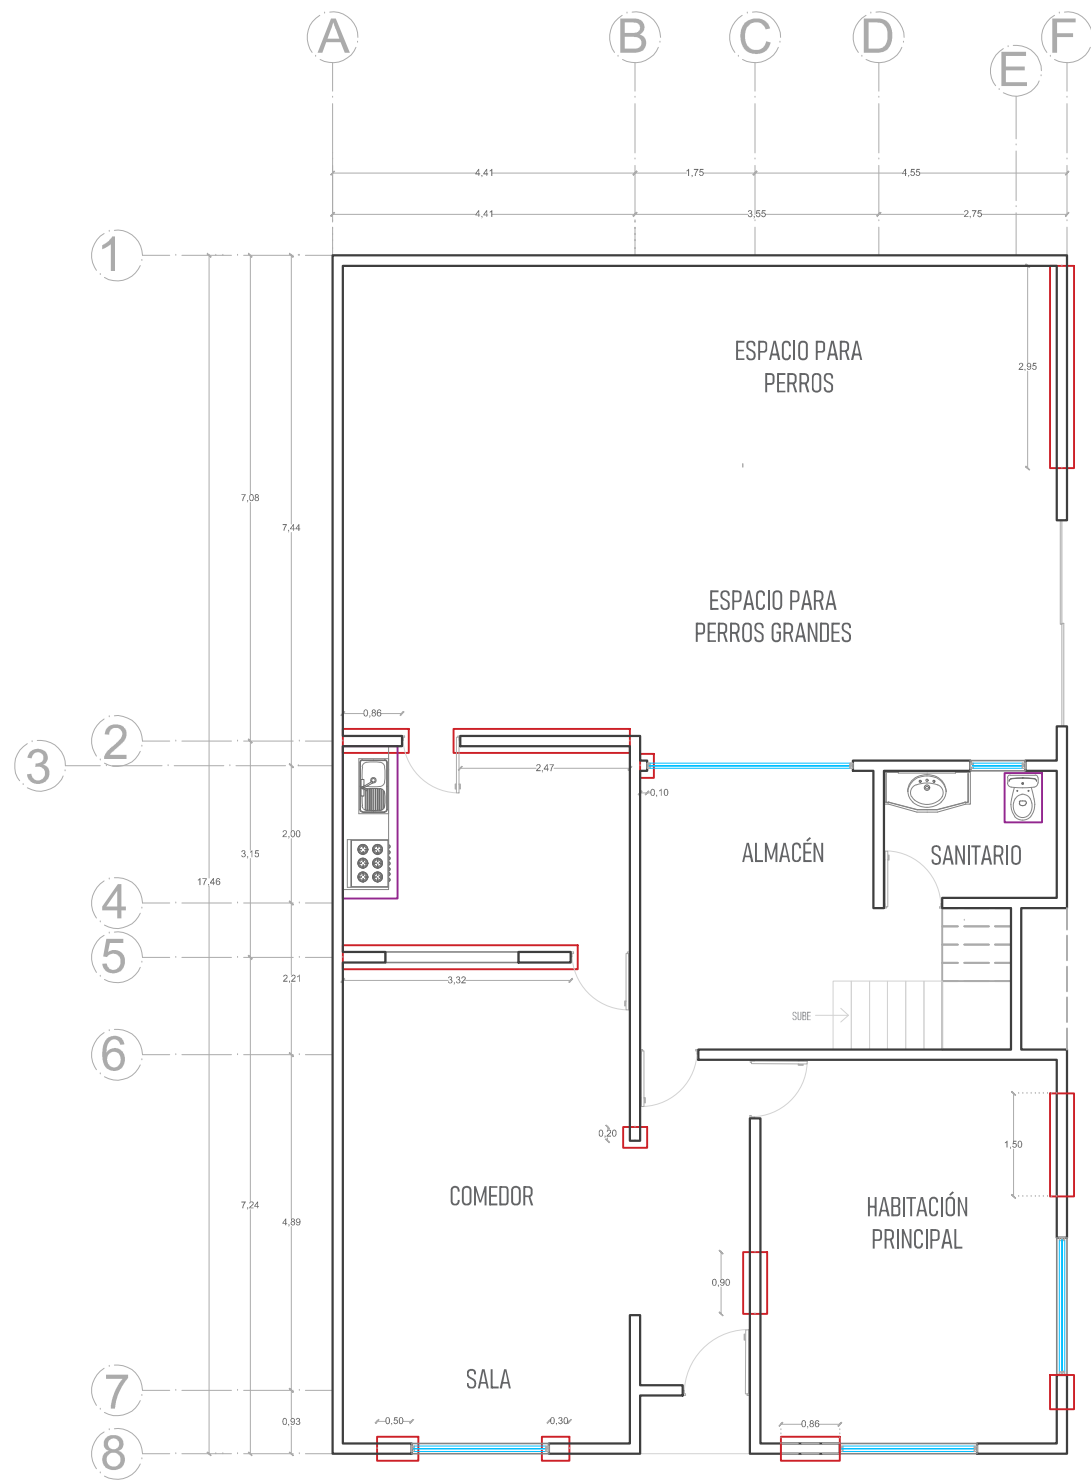 A
B
C
D
E
F
4,41
1,75
4,55
4,41
3,55
2,75
1
ESPACIO PARA
PERROS
2,95
7,08
7,44
ESPACIO PARA
PERROS GRANDES
0,86
2
3
2,47
0,10
2,00
3,15
ALMACÉN
SANITARIO
17,46
4
5
2,21
3,32
SUBE
6
0,20
1,50
COMEDOR
HABITACIÓN
PRINCIPAL
7,24
4,89
0,90
SALA
7
0,93
0,50
0,30
0,86
8